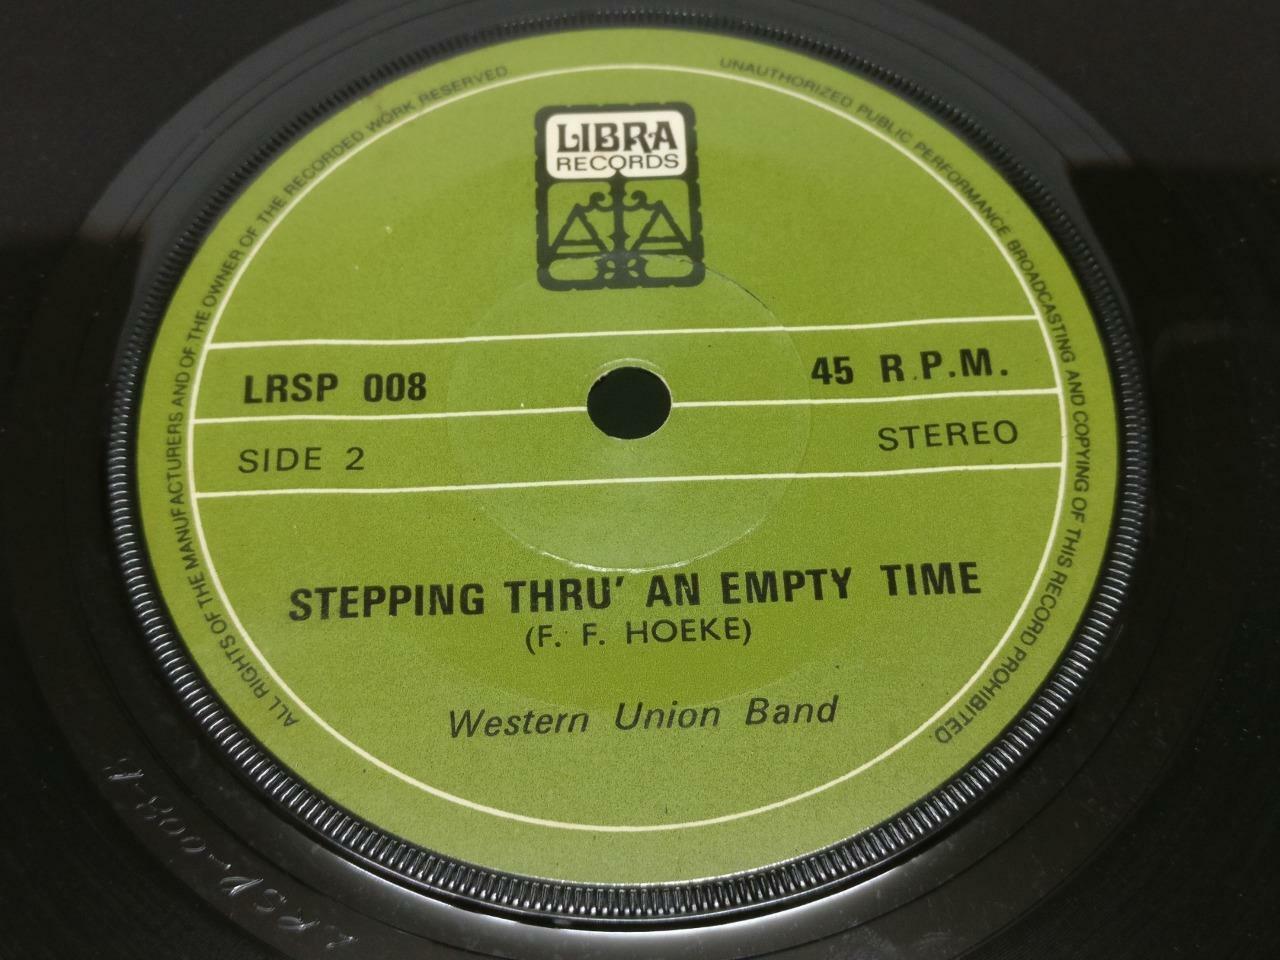 ALL RIGHTS OF THE MANUFACTURERS AND OF THE OWNER OF THE RECORDED WORK RESERVED
UNAUTHORIZED PUBLIC PERFORMANCE BROADCASTING AND COPYING OF THIS RECORD PROHIBITED.
LIBRA
RECORDS
LRSP 008
45 R.P.M.
SIDE 2
STEREO
STEPPING THRU' AN EMPTY TIME
(F. F. HOEKE)
Western Union Band